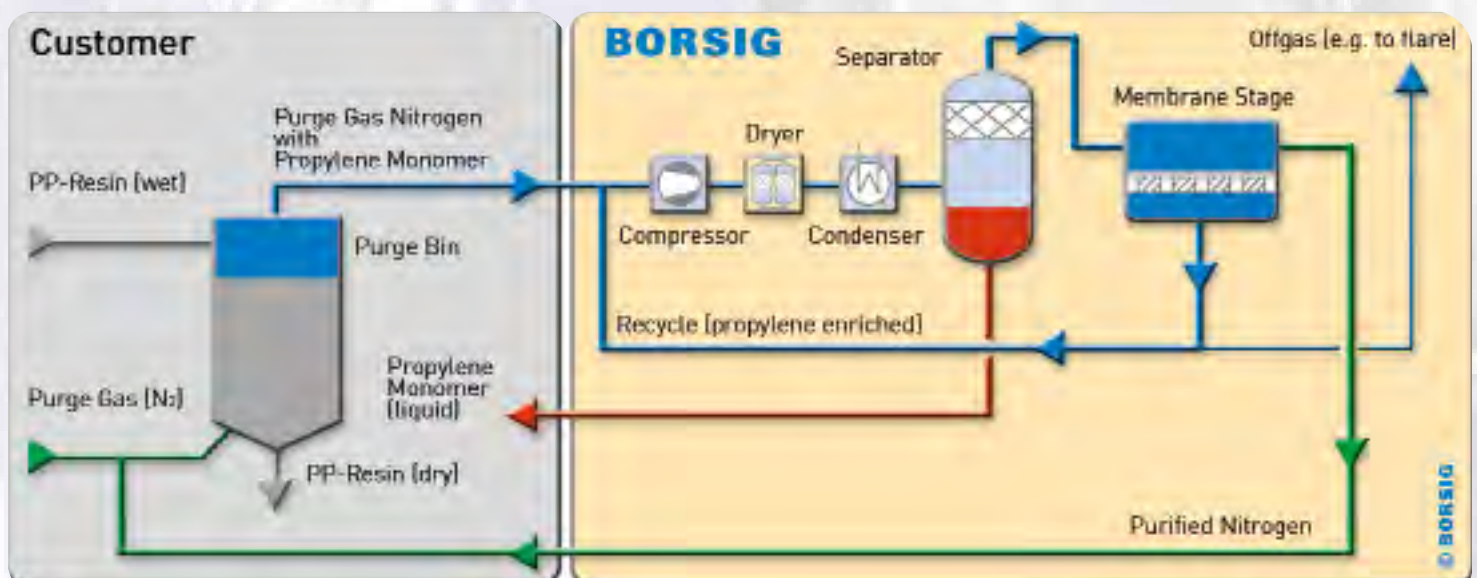 Customer
BORSIG
Separator
Offgas (e.g. to flare)
Purge Gas Nitrogen
with
Propylene Monomer
Dryer
Membrane Stage
PP-Resin (wet)
Purge Bin
Compressor
Condenser
Recycle (propylene enriched)
Propylene
Monomer
(liquid)
Purge Gas (N₂)
PP-Resin (dry)
Purified Nitrogen
© BORSIG